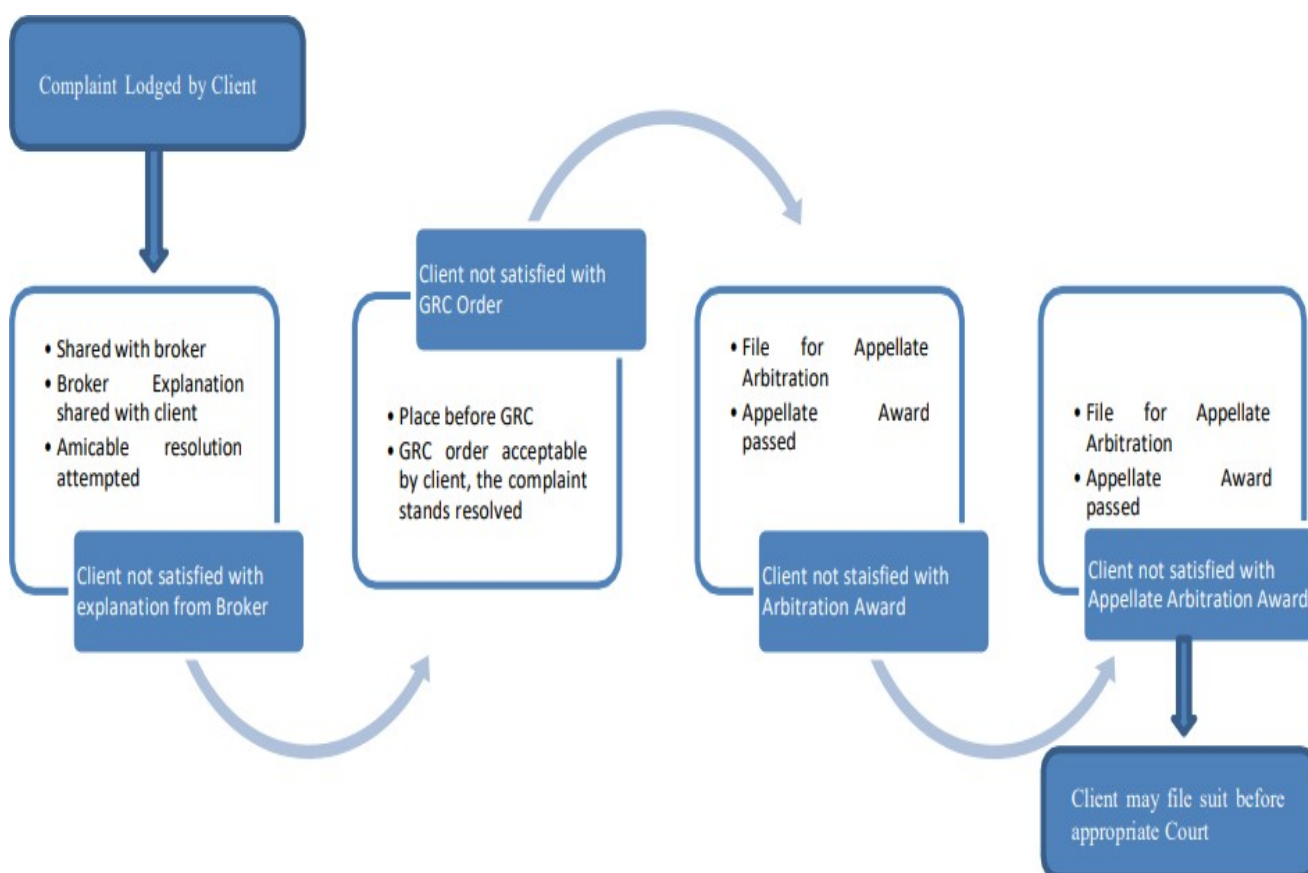 Complaint Lodged by Client
• Shared with broker
• Broker Explanation
shared with client
• Amicable resolution
attempted
Client not satisfied with
explanation from Broker
Client not satisfied with
GRC Order
• Place before GRC
• GRC order acceptable
by client, the complaint
stands resolved
• File for Appellate
Arbitration
• Appellate Award
passed
Client not staisfied with
Arbitration Award
• File for Appellate
Arbitration
• Appellate Award
passed
Client not satisfied with
Appellate Arbitration Award
Client may file suit before
appropriate Court